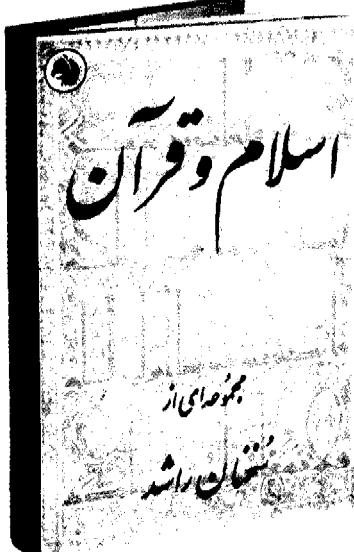 اسلام و قرآن
مجموعه‌ای از
سخنان راشد